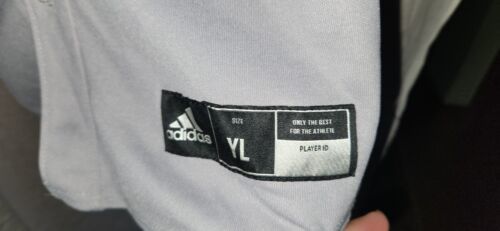 adidas
SIZE
YL
ONLY THE BEST
FOR THE ATHLETE
PLAYER ID